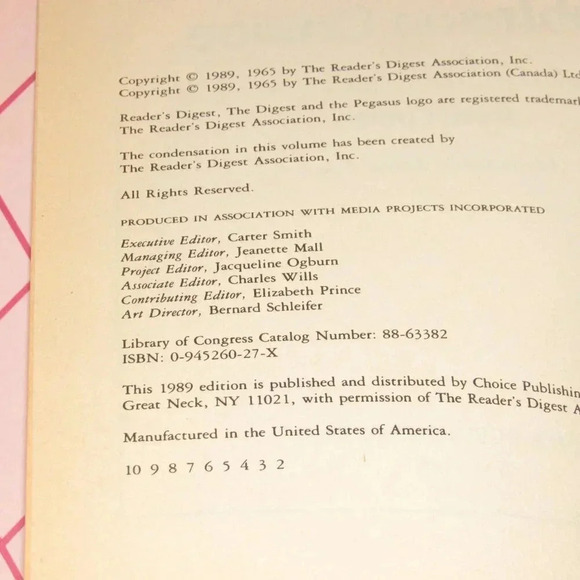 Copyright © 1989, 1965 by The Reader's Digest Association, Inc.
Copyright © 1989, 1965 by The Reader's Digest Association (Canada) Ltd
Reader's Digest, The Digest and the Pegasus logo are registered trademar
The Reader's Digest Association, Inc.
The condensation in this volume has been created by
The Reader's Digest Association, Inc.
All Rights Reserved.
PRODUCED IN ASSOCIATION WITH MEDIA PROJECTS INCORPORATED
Executive Editor, Carter Smith
Managing Editor, Jeanette Mall
Project Editor, Jacqueline Ogburn
Associate Editor, Charles Wills
Contributing Editor, Elizabeth Prince
Art Director, Bernard Schleifer
Library of Congress Catalog Number: 88-63382
ISBN: 0-945260-27-X
This 1989 edition is published and distributed by Choice Publishin
Great Neck, NY 11021, with permission of The Reader's Digest A
Manufactured in the United States of America.
10 9 8 7 6 5 4 3 2